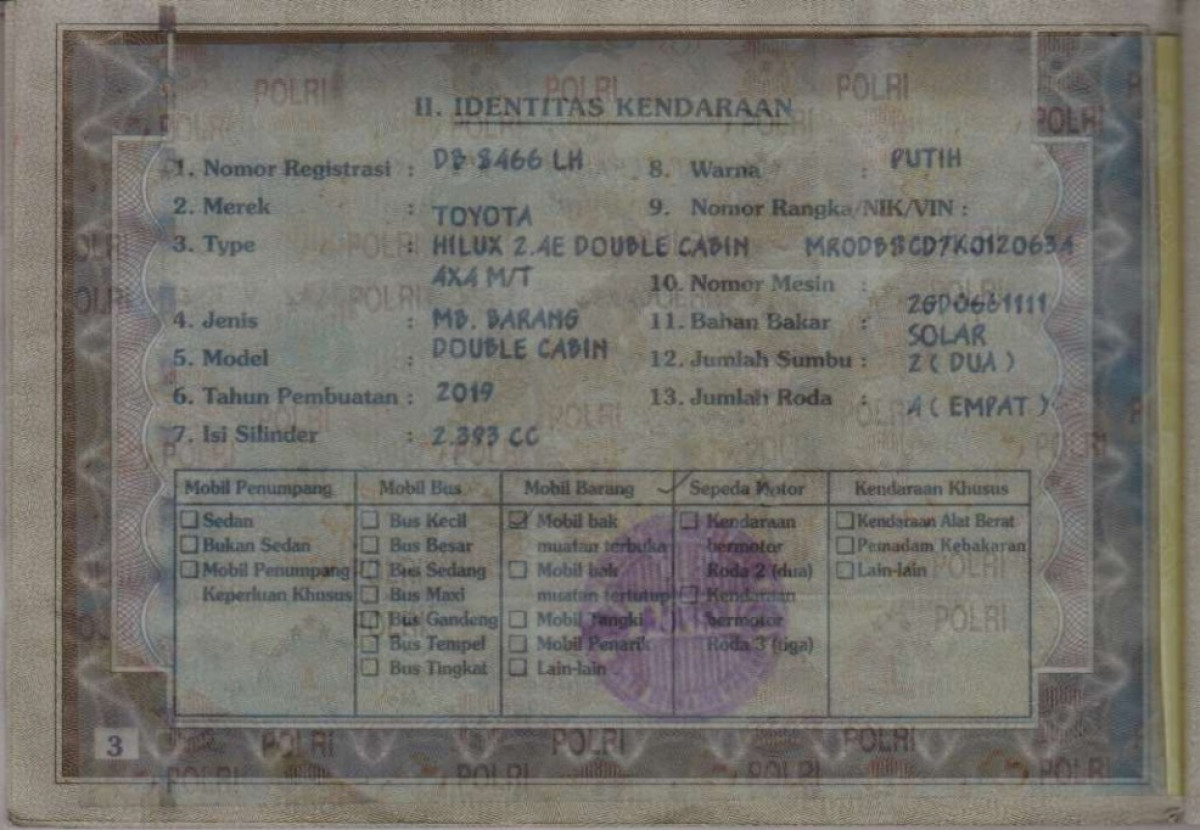 II. IDENTITAS KENDARAAN
1. Nomor Registrasi : DB 8466 LH
2. Merek : TOYOTA
3. Type : HILUX 2.4E DOUBLE CABIN
4X4 M/T
4. Jenis : MB. BARANG
5. Model : DOUBLE CABIN
6. Tahun Pembuatan : 2019
7. Isi Silinder : 2.393 CC
8. Warna : PUTIH
9. Nomor Rangka/NIK/VIN :
MR0DB8CD7K0120634
10. Nomor Mesin :
11. Bahan Bakar : SOLAR
12. Jumlah Sumbu : 2 ( DUA )
13. Jumlah Roda : 4 ( EMPAT )
Mobil Penumpang
Sedan
Bukan Sedan
Mobil Penumpang
Keperluan Khusus
Mobil Bus
Bus Kecil
Bus Besar
Bus Sedang
Bus Maxi
Bus Gandeng
Bus Tempel
Bus Tingkat
Mobil Barang
Mobil bak
muatan terbuka
Mobil bak
muatan tertutup
Mobil Tangki
Mobil Penarik
Lain-lain
Sepeda Motor
Kendaraan
bermotor
Roda 2 (dua)
Kendaraan
bermotor
Roda 3 (tiga)
Kendaraan Khusus
Kendaraan Alat Berat
Pemadam Kebakaran
Lain-lain
3
POLRI